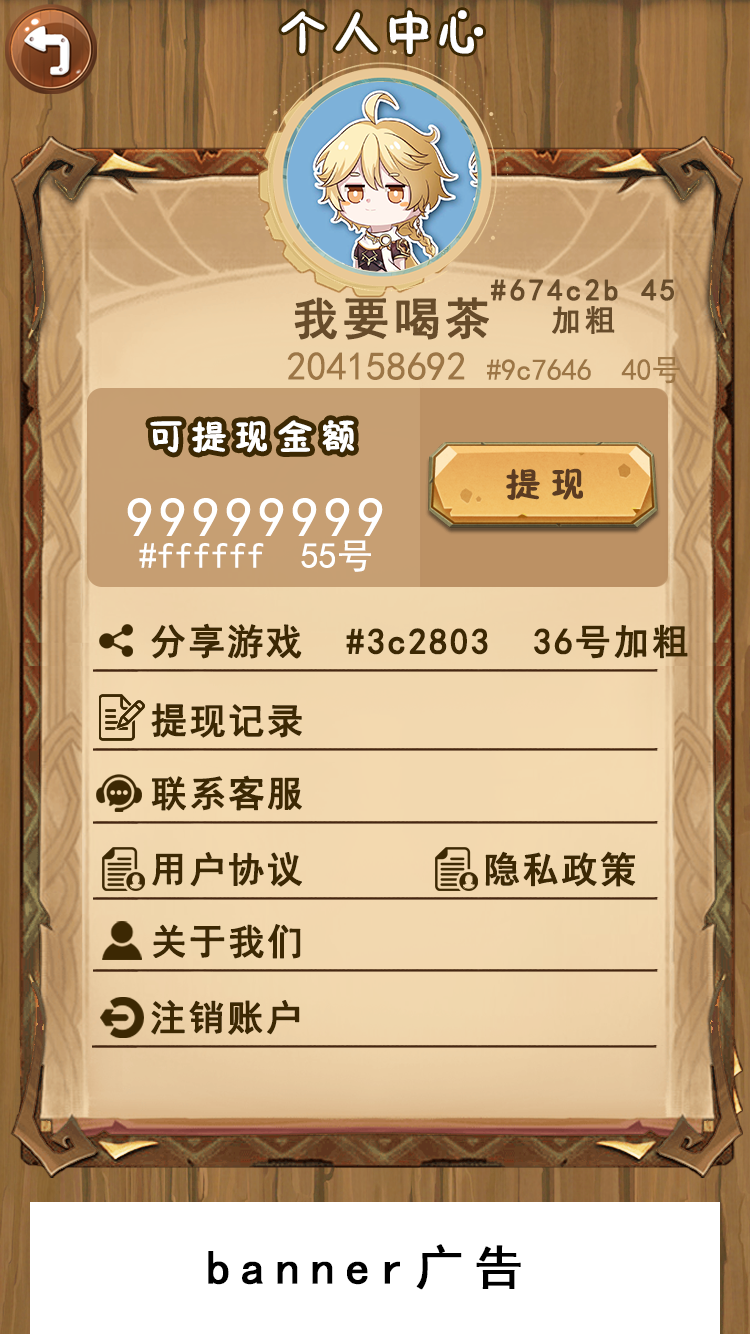 个人中心
#674c2b 45
我要喝茶 加粗
204158692 #9c7646 40号
可提现金额
提现
99999999
#ffffff 55号
分享游戏 #3c2803 36号加粗
提现记录
联系客服
用户协议 隐私政策
关于我们
注销账户
banner广告